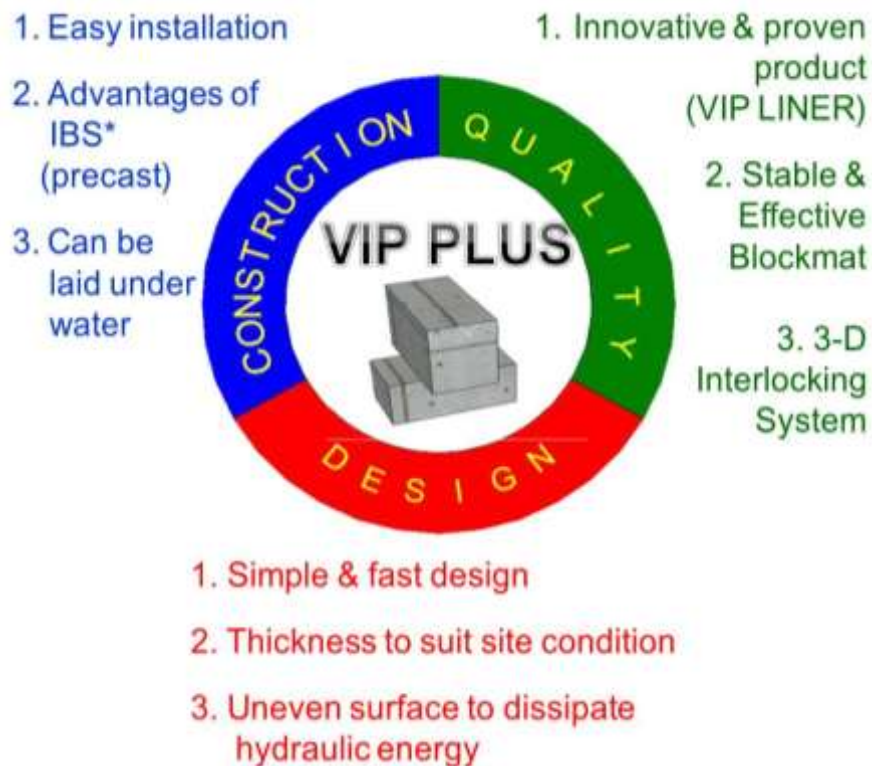 1. Easy installation
2. Advantages of
IBS*
(precast)
3. Can be
laid under
water
1. Innovative & proven
product
(VIP LINER)
2. Stable &
Effective
Blockmat
3. 3-D
Interlocking
System
CONSTRUCTION
QUALITY
DESIGN
VIP PLUS
1. Simple & fast design
2. Thickness to suit site condition
3. Uneven surface to dissipate
hydraulic energy